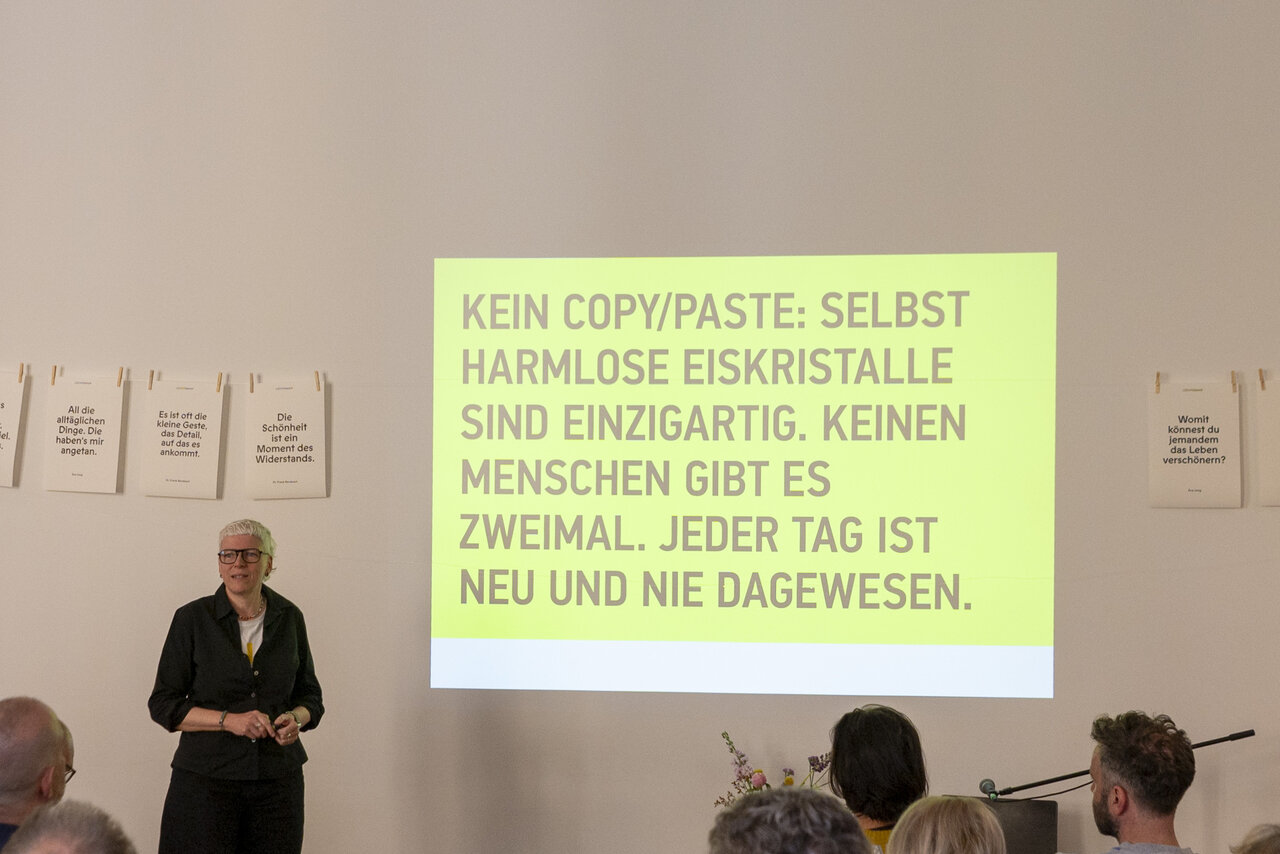 KEIN COPY/PASTE: SELBST
HARMLOSE EISKRISTALLE
SIND EINZIGARTIG. KEINEN
MENSCHEN GIBT ES
ZWEIMAL. JEDER TAG IST
NEU UND NIE DAGEWESEN.
All die
alltäglichen
Dinge. Die
haben's mir
angetan.
Es ist oft die
kleine Geste,
das Detail,
auf das es
ankommt.
Die
Schönheit
ist ein
Moment des
Widerstands.
Womit
könnest du
jemandem
das Leben
verschönern?